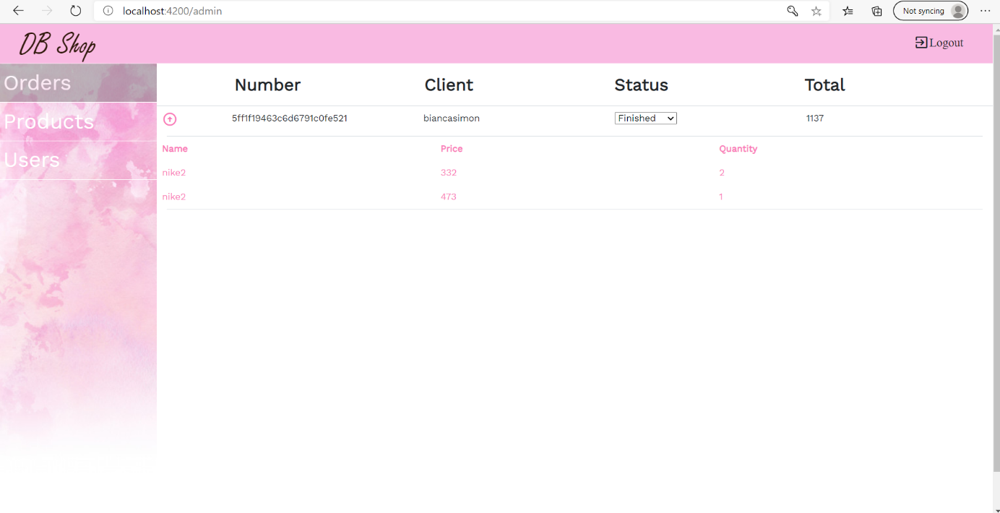 localhost:4200/admin
Not syncing
DB Shop
Logout
Orders
Products
Users
Number Client Status Total
5ff1f19463c6d6791c0fe521 biancasimon Finished 1137
Name Price Quantity
nike2 332 2
nike2 473 1